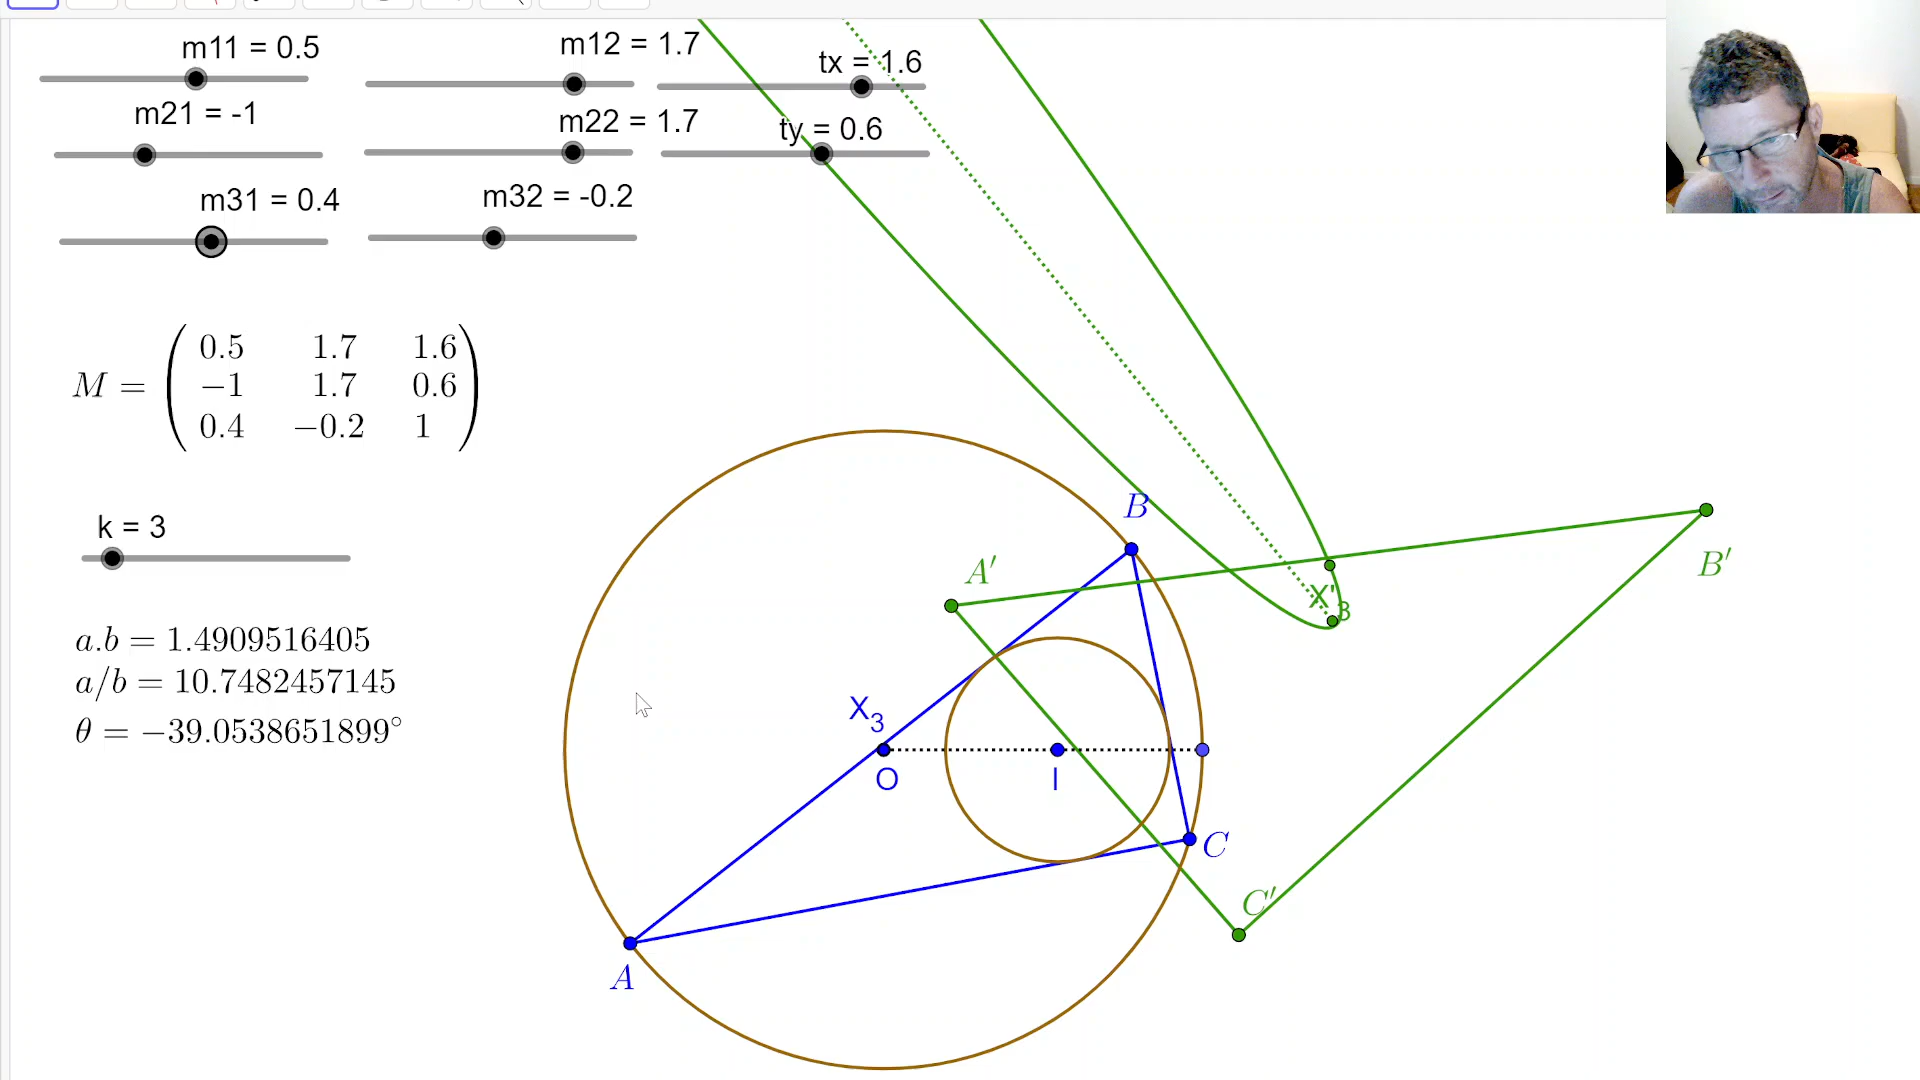 m11 = 0.5
m12 = 1.7
tx = 1.6
m21 = -1
m22 = 1.7
ty = 0.6
m31 = 0.4
m32 = -0.2
M = ( 0.5 1.7 1.6
−1 1.7 0.6
0.4 −0.2 1 )
k = 3
a.b = 1.4909516405
a/b = 10.7482457145
θ = −39.0538651899°
B
A′
B′
X'₃
X₃
O
I
C
C′
A